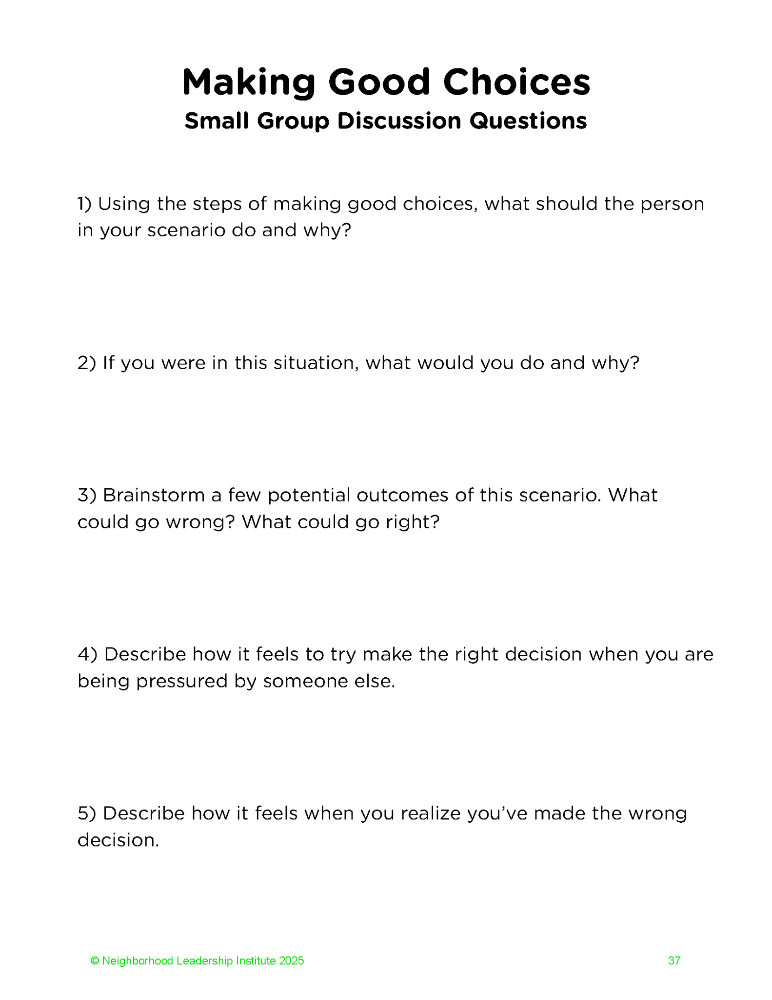 Making Good Choices
Small Group Discussion Questions
1) Using the steps of making good choices, what should the person
in your scenario do and why?
2) If you were in this situation, what would you do and why?
3) Brainstorm a few potential outcomes of this scenario. What
could go wrong? What could go right?
4) Describe how it feels to try make the right decision when you are
being pressured by someone else.
5) Describe how it feels when you realize you’ve made the wrong
decision.
© Neighborhood Leadership Institute 2025 37